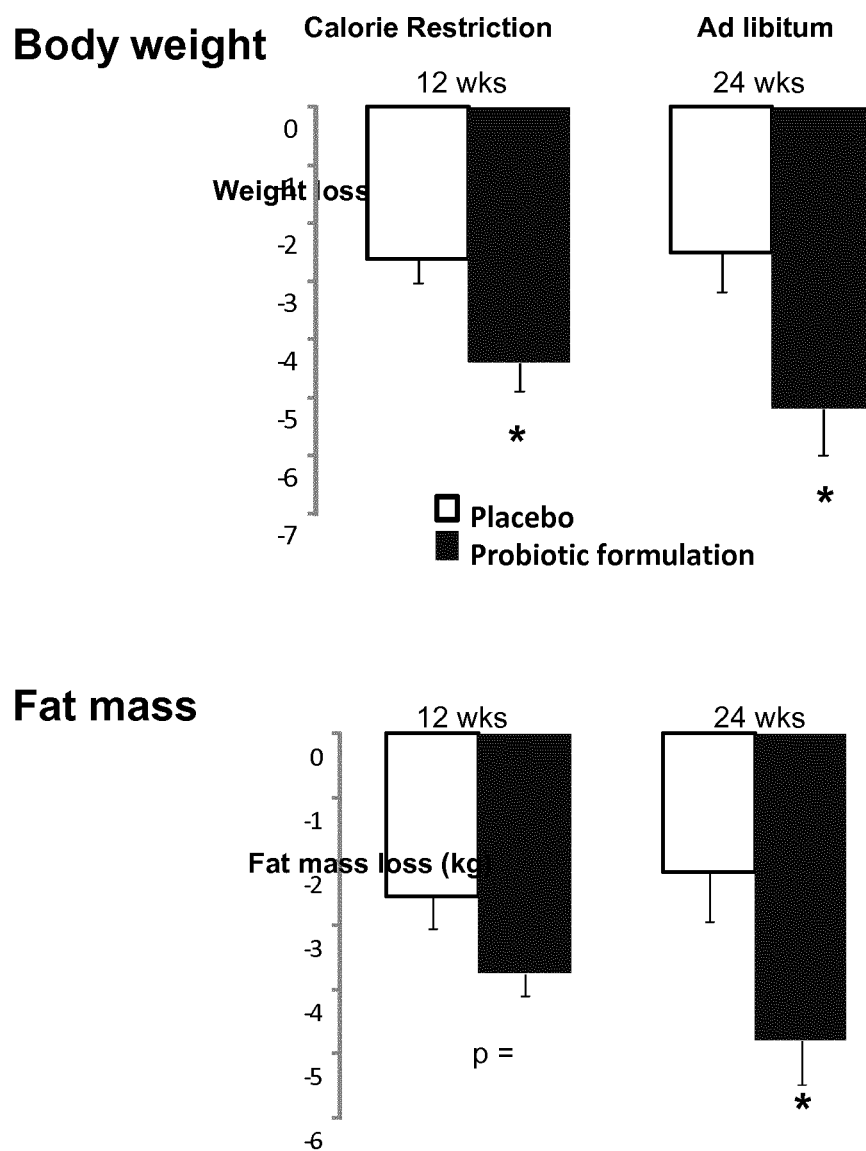 Body weight
Calorie Restriction
Ad libitum
12 wks
24 wks
0
-1
Weight loss
-2
-3
-4
-5
-6
-7
*
*
Placebo
Probiotic formulation
Fat mass
12 wks
24 wks
0
-1
Fat mass loss (kg)
-2
-3
-4
-5
-6
p =
*